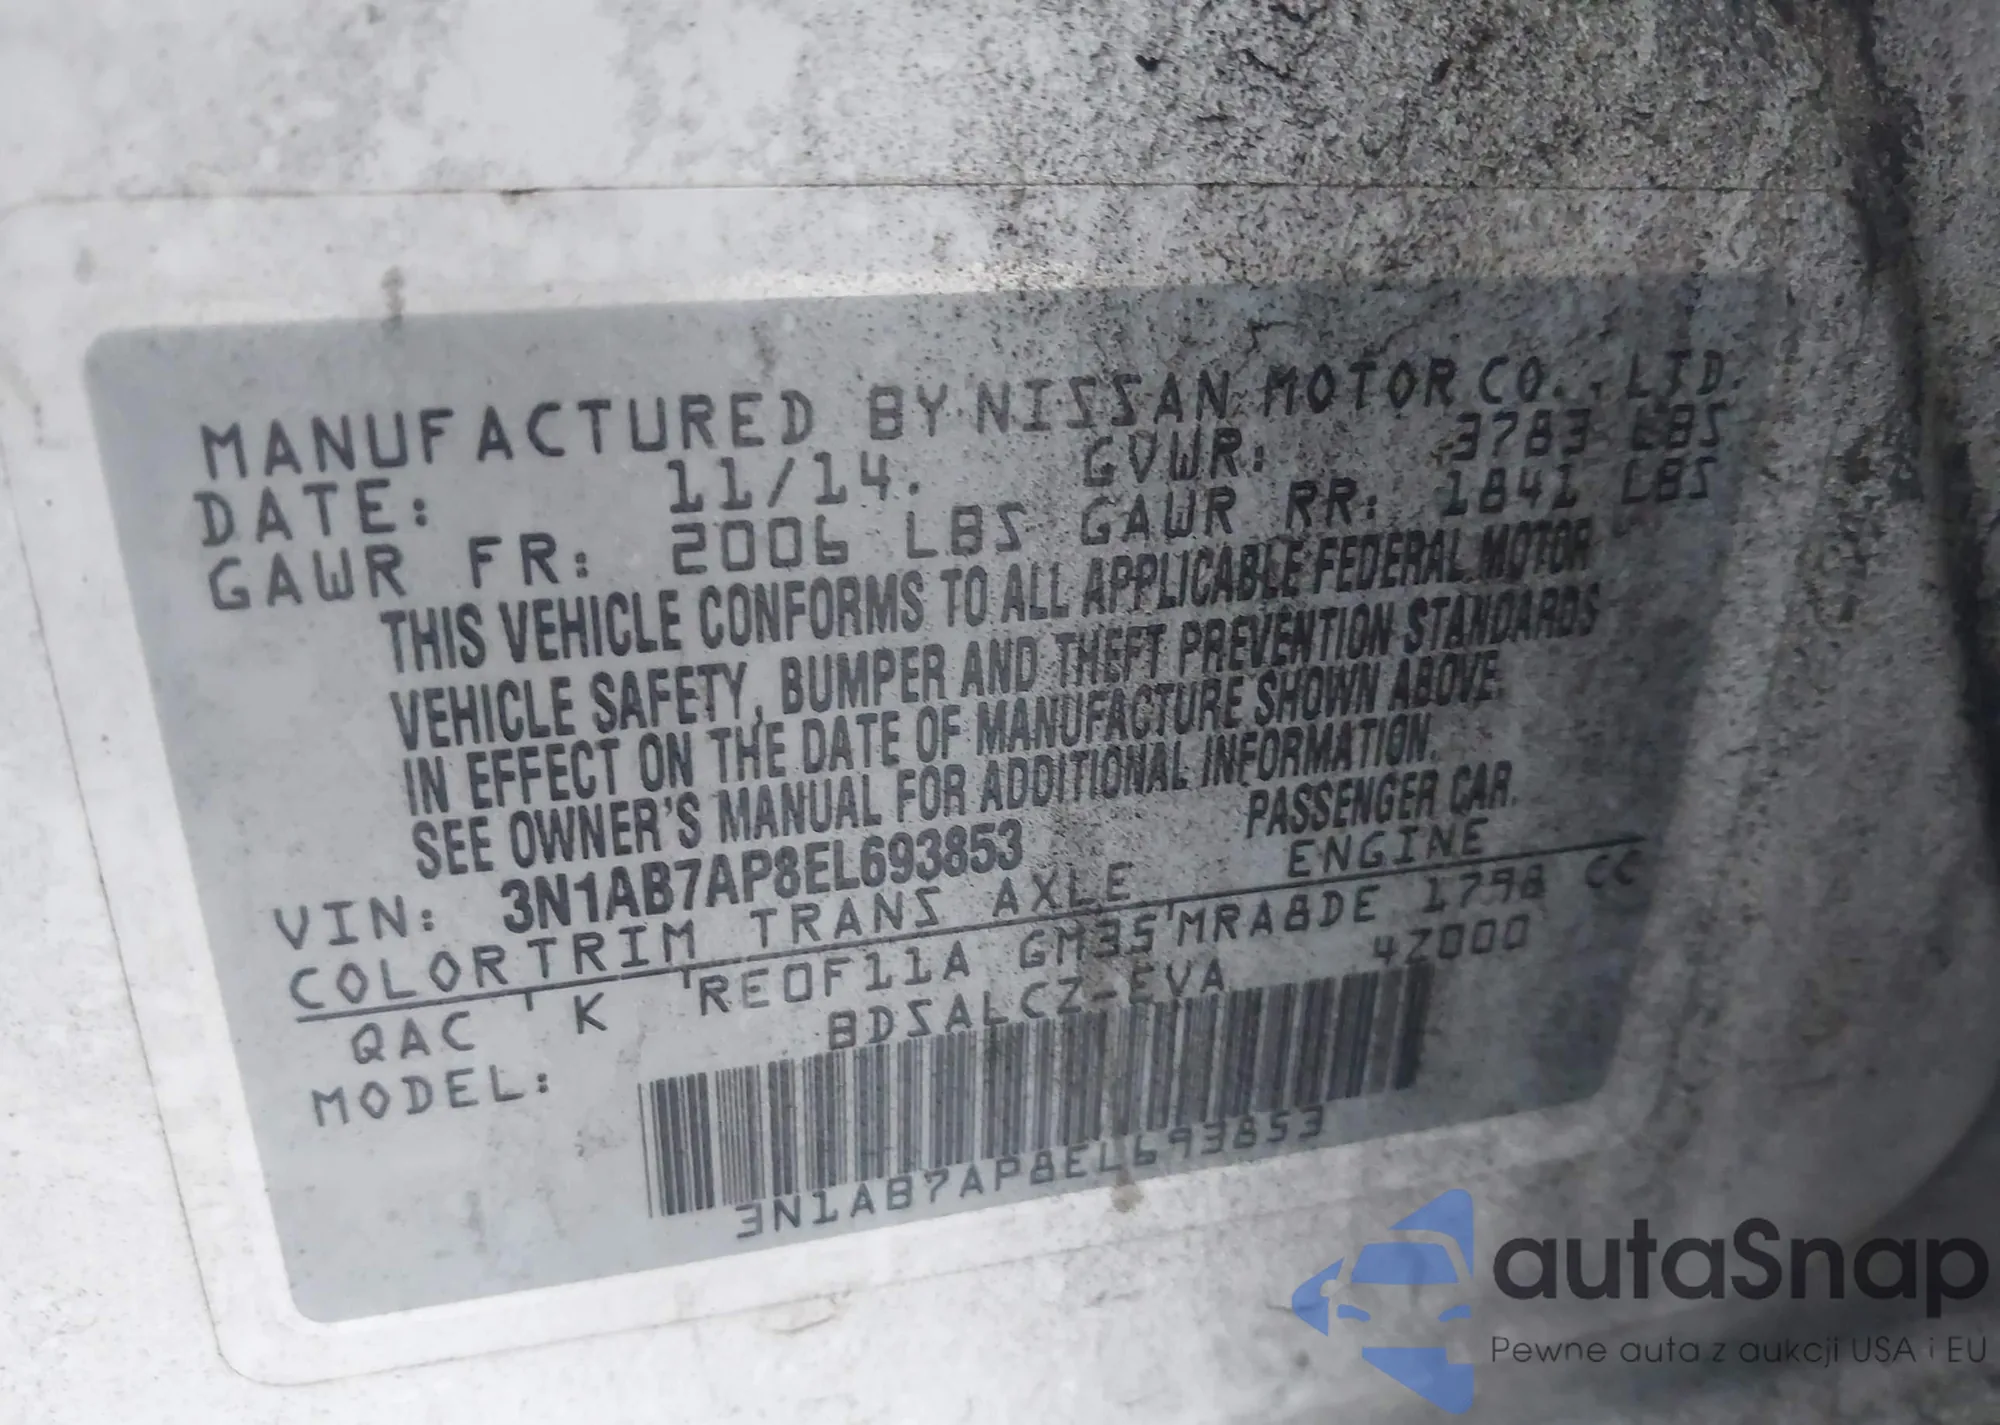 MANUFACTURED BY NISSAN MOTOR CO., LTD.
DATE: 11/14. GVWR: 3783 LBS
GAWR FR: 2006 LBS GAWR RR: 1841 LBS
THIS VEHICLE CONFORMS TO ALL APPLICABLE FEDERAL MOTOR
VEHICLE SAFETY, BUMPER AND THEFT PREVENTION STANDARDS
IN EFFECT ON THE DATE OF MANUFACTURE SHOWN ABOVE.
SEE OWNER'S MANUAL FOR ADDITIONAL INFORMATION.
VIN: 3N1AB7AP8EL693853 PASSENGER CAR.
COLOR TRIM TRANS AXLE ENGINE
QAC K RE0F11A GM35 MRA8DE 1798 CC
MODEL: BDSALCZ-EVA 4Z000
3N1AB7AP8EL693853
autaSnap
Pewne auta z aukcji USA i EU